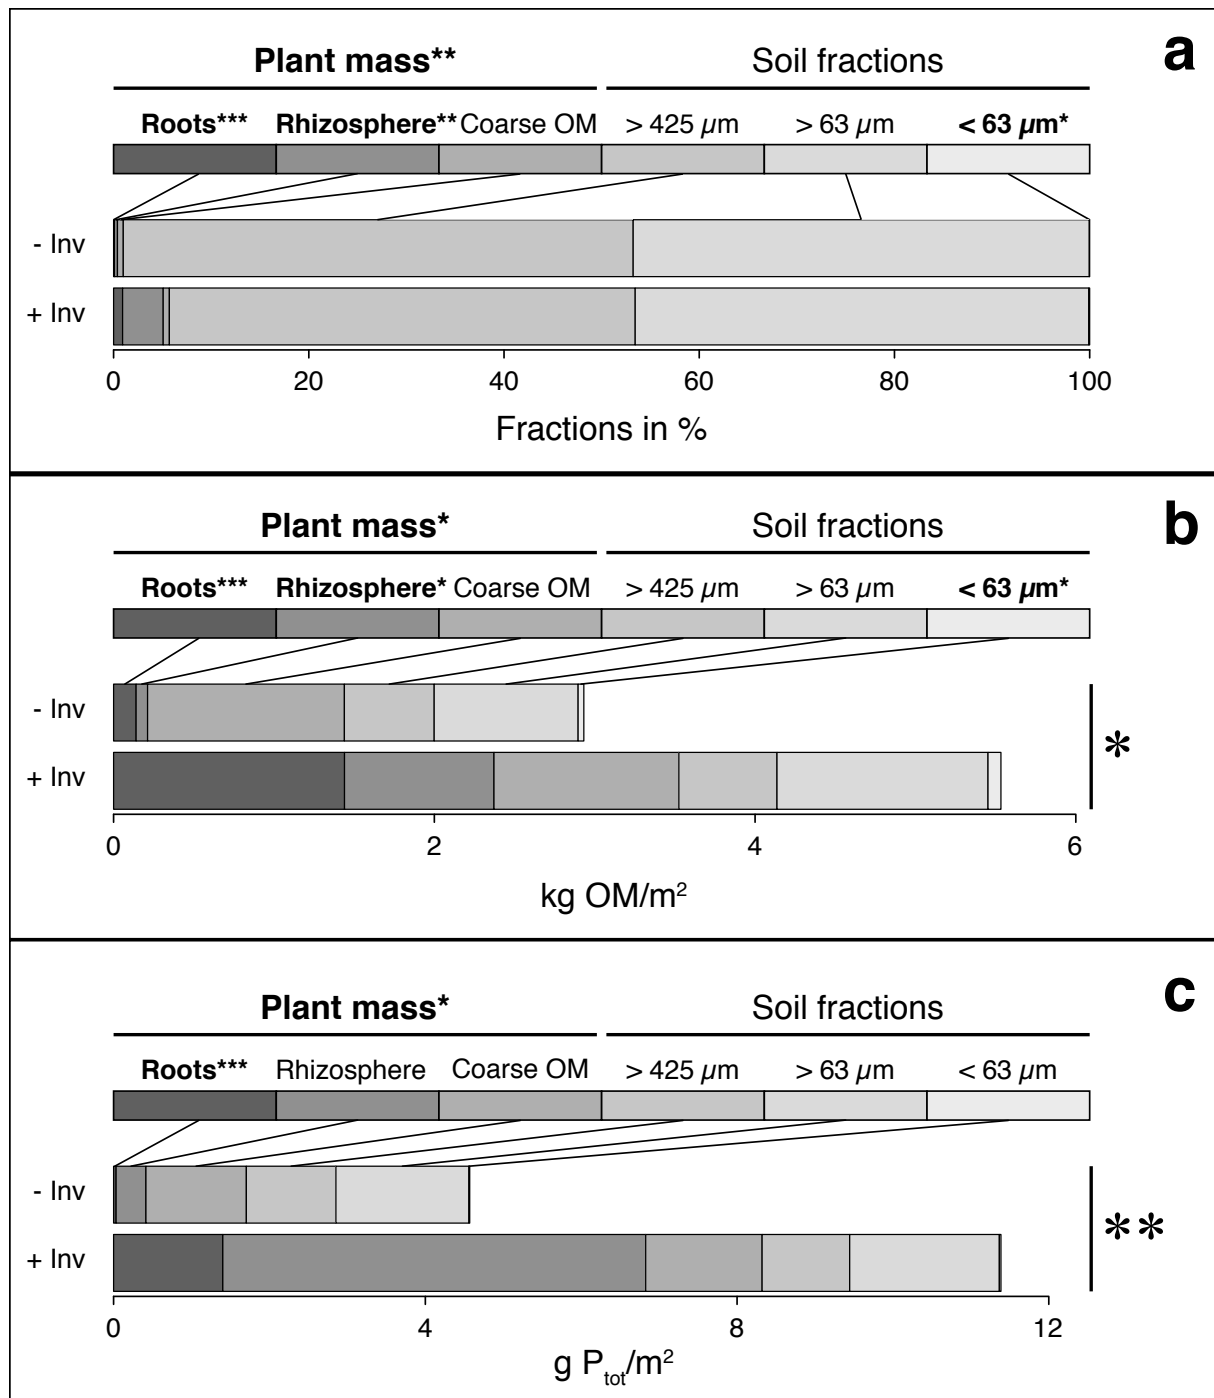 Plant mass** Soil fractions a
Roots*** Rhizosphere** Coarse OM > 425 µm > 63 µm < 63 µm*
- Inv
+ Inv
0 20 40 60 80 100
Fractions in %
Plant mass* Soil fractions b
Roots*** Rhizosphere* Coarse OM > 425 µm > 63 µm < 63 µm*
- Inv
*
+ Inv
0 2 4 6
kg OM/m²
Plant mass* Soil fractions c
Roots*** Rhizosphere Coarse OM > 425 µm > 63 µm < 63 µm
- Inv
**
+ Inv
0 4 8 12
g Ptot/m²